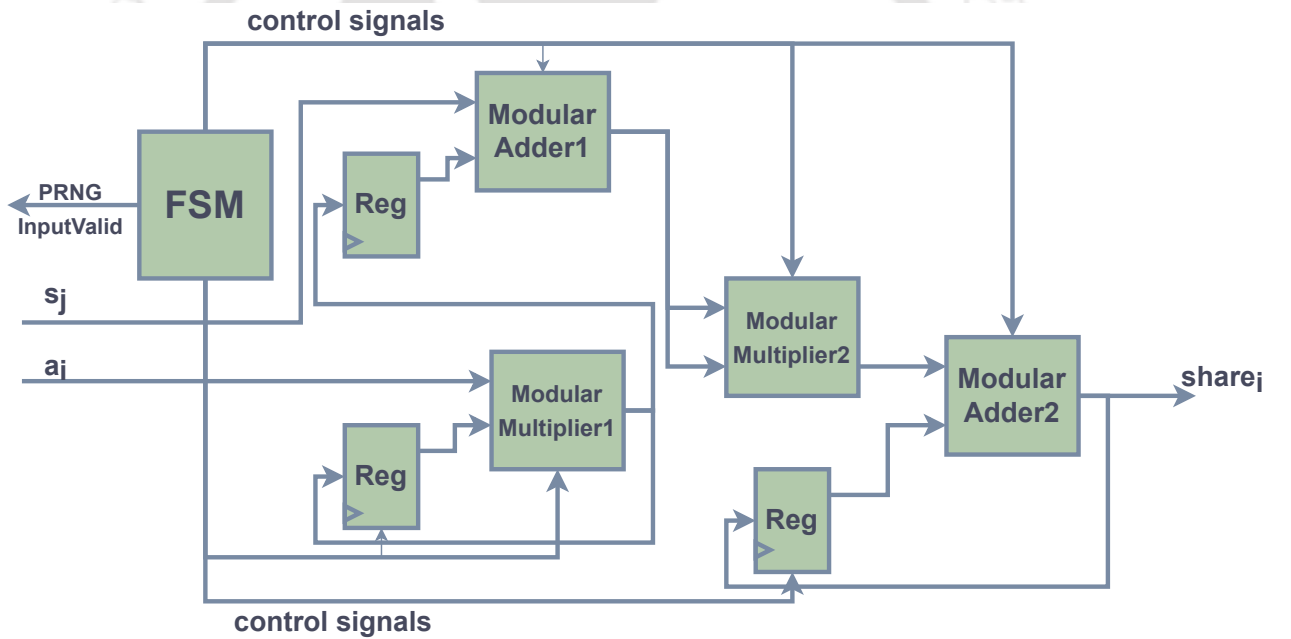 control signals
Modular
Adder1
Reg
FSM
PRNG
InputValid
sj
ai
Modular
Multiplier1
Reg
Modular
Multiplier2
Modular
Adder2
sharei
Reg
control signals